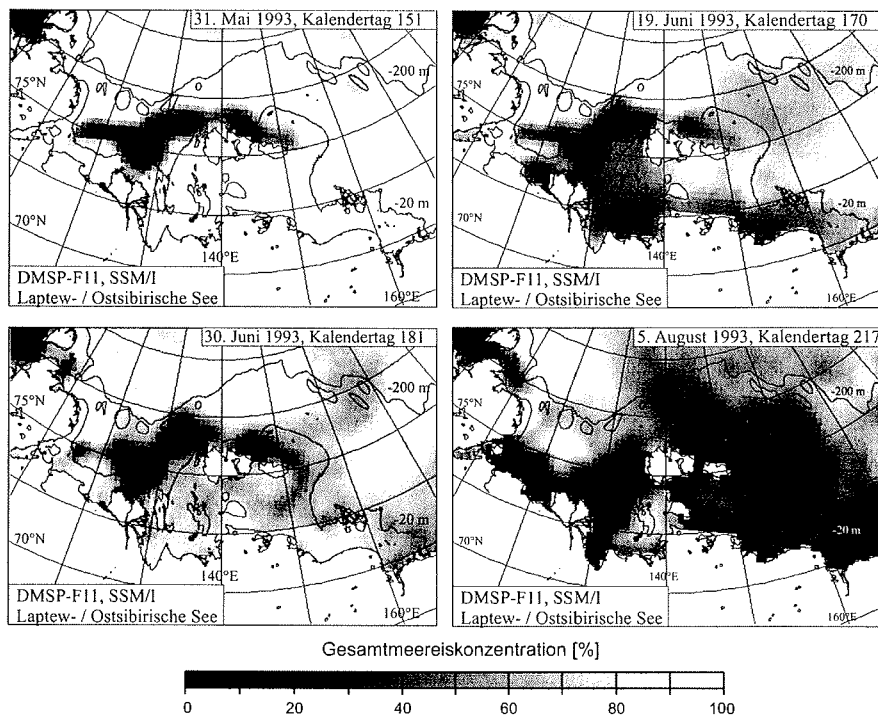 31. Mai 1993, Kalendertag 151
75°N
-200 m
-20 m
70°N
140°E
DMSP-F11, SSM/I
Laptew- / Ostsibirische See
160°E
19. Juni 1993, Kalendertag 170
75°N
-200 m
-20 m
70°N
140°E
DMSP-F11, SSM/I
Laptew- / Ostsibirische See
160°E
30. Juni 1993, Kalendertag 181
75°N
-200 m
-20 m
70°N
140°E
DMSP-F11, SSM/I
Laptew- / Ostsibirische See
160°E
5. August 1993, Kalendertag 217
75°N
-200 m
-20 m
70°N
140°E
DMSP-F11, SSM/I
Laptew- / Ostsibirische See
160°E
Gesamtmeereiskonzentration [%]
0 20 40 60 80 100